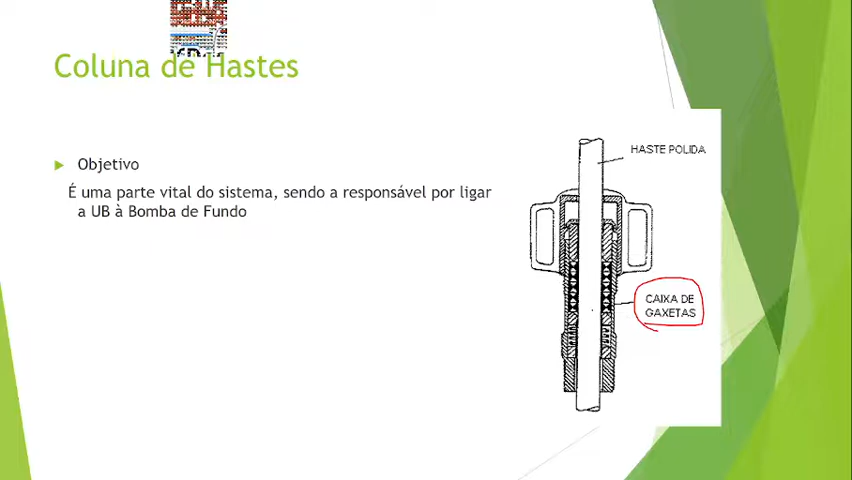 Coluna de Hastes
Objetivo
É uma parte vital do sistema, sendo a responsável por ligar
a UB à Bomba de Fundo
HASTE POLIDA
CAIXA DE
GAXETAS